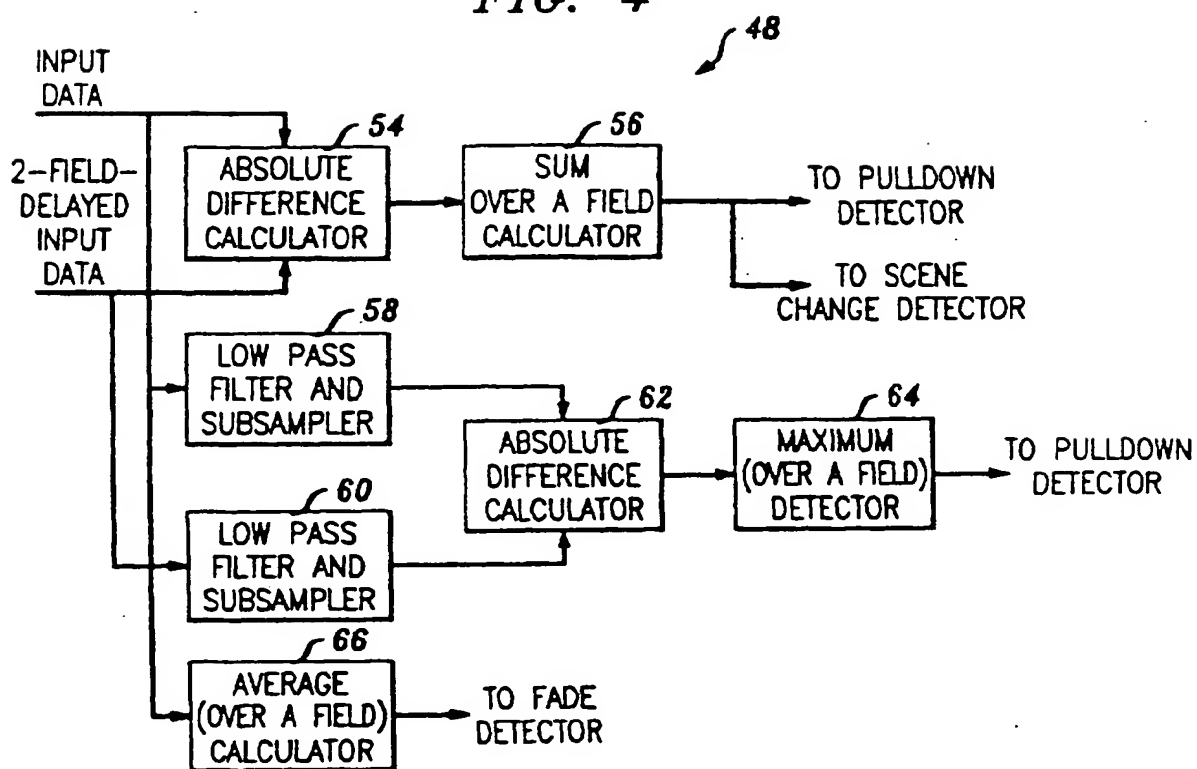 FIG. 4
48
INPUT
DATA
2-FIELD-
DELAYED
INPUT
DATA
54
ABSOLUTE
DIFFERENCE
CALCULATOR
56
SUM
OVER A FIELD
CALCULATOR
TO PULLDOWN
DETECTOR
TO SCENE
CHANGE DETECTOR
58
LOW PASS
FILTER AND
SUBSAMPLER
60
LOW PASS
FILTER AND
SUBSAMPLER
62
ABSOLUTE
DIFFERENCE
CALCULATOR
64
MAXIMUM
(OVER A FIELD)
DETECTOR
TO PULLDOWN
DETECTOR
66
AVERAGE
(OVER A FIELD)
CALCULATOR
TO FADE
DETECTOR